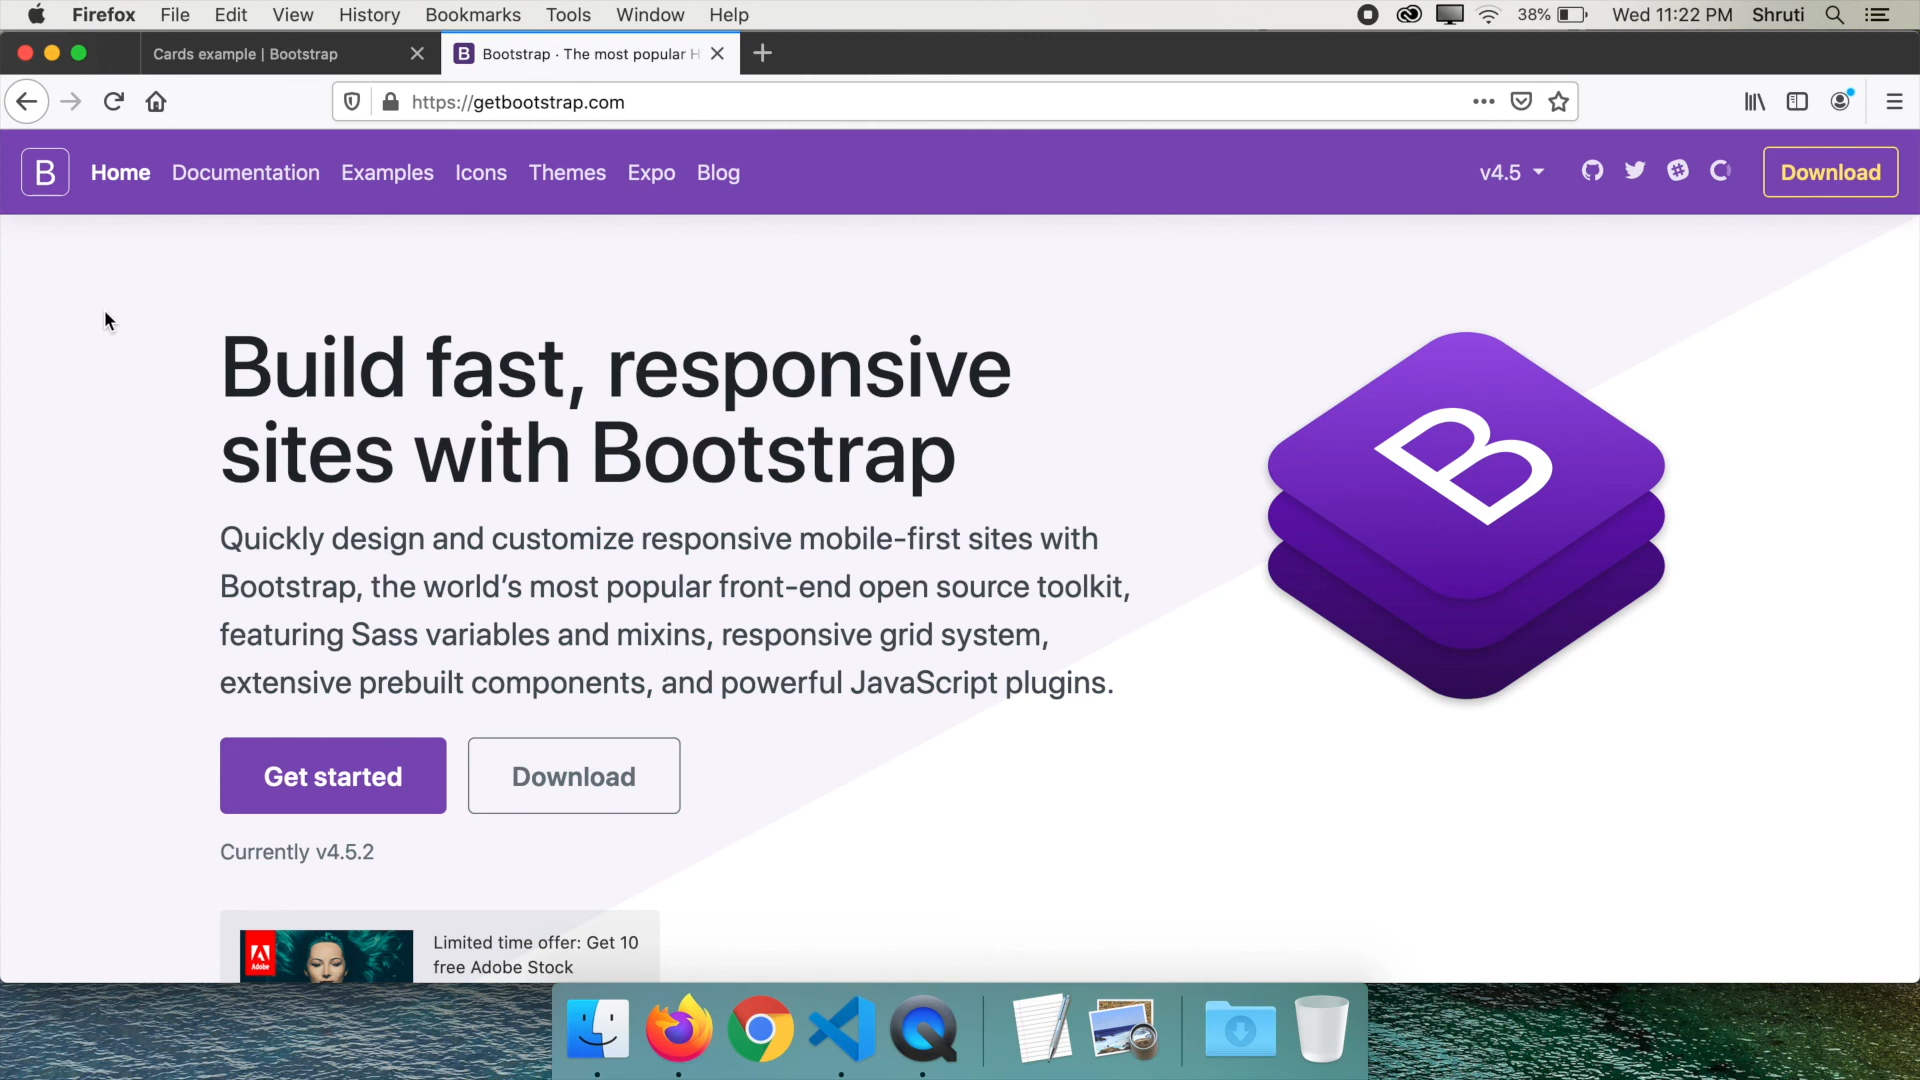 Firefox File Edit View History Bookmarks Tools Window Help 38% Wed 11:22 PM Shruti
Cards example | Bootstrap
B Bootstrap · The most popular H
https://getbootstrap.com
B Home Documentation Examples Icons Themes Expo Blog v4.5 Download
Build fast, responsive
sites with Bootstrap
Quickly design and customize responsive mobile-first sites with
Bootstrap, the world’s most popular front-end open source toolkit,
featuring Sass variables and mixins, responsive grid system,
extensive prebuilt components, and powerful JavaScript plugins.
B
Get started Download
Currently v4.5.2
Adobe
Limited time offer: Get 10
free Adobe Stock